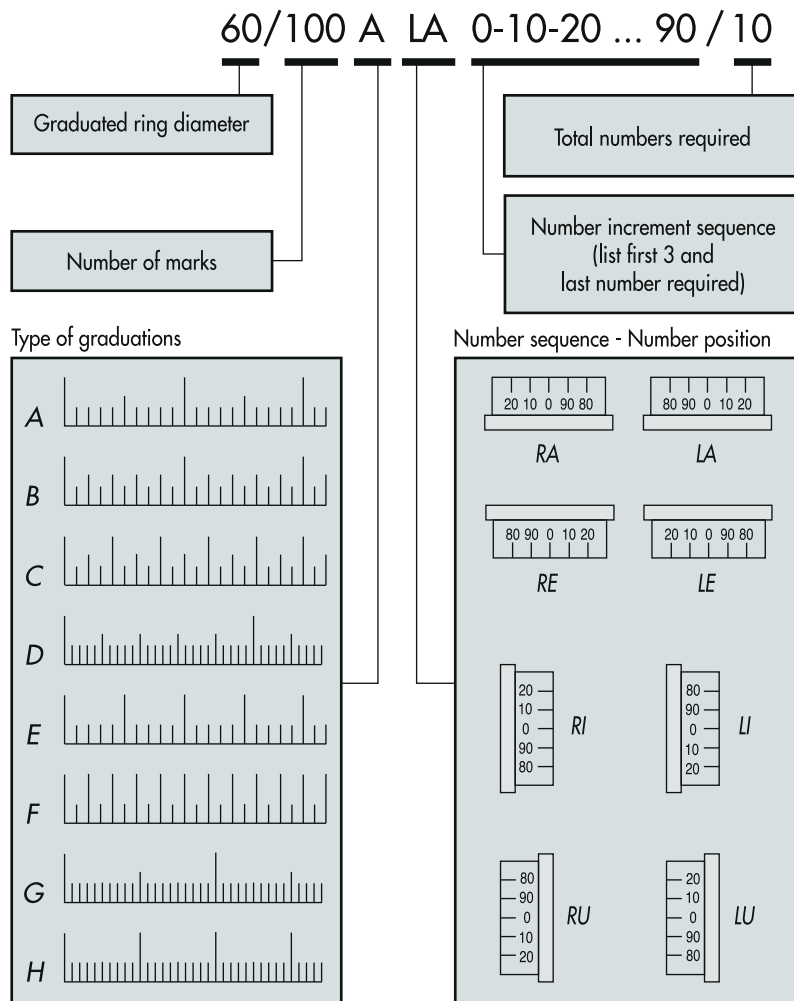 60/100 A LA 0-10-20 ... 90 / 10
Graduated ring diameter
Total numbers required
Number of marks
Number increment sequence
(list first 3 and
last number required)
Type of graduations
A
B
C
D
E
F
G
H
Number sequence - Number position
20 10 0 90 80
RA
80 90 0 10 20
LA
80 90 0 10 20
RE
20 10 0 90 80
LE
20
10
0
90
80
RI
80
90
0
10
20
LI
80
90
0
10
20
RU
20
10
0
90
80
LU